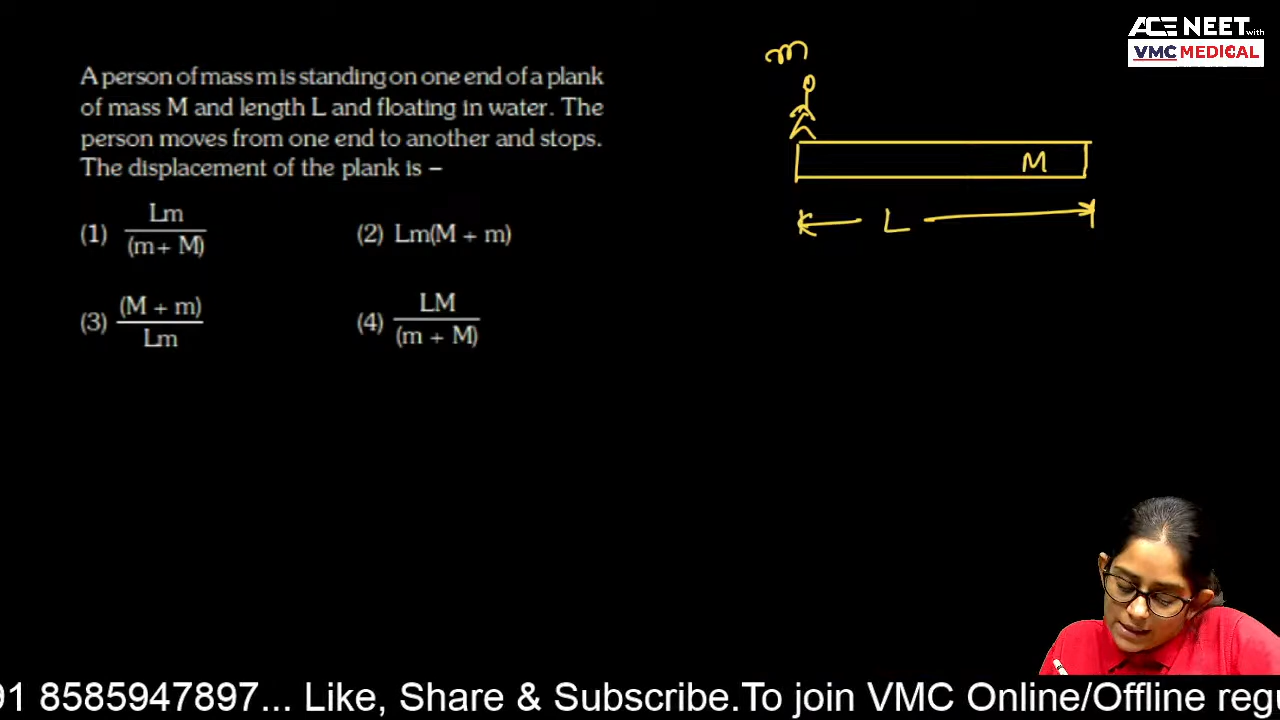 ACE NEET with
VMC MEDICAL
m
A person of mass m is standing on one end of a plank
of mass M and length L and floating in water. The
person moves from one end to another and stops.
The displacement of the plank is –
M
L
(1) Lm/(m+ M)
(2) Lm(M + m)
(3) (M + m)/Lm
(4) LM/(m + M)
91 8585947897... Like, Share & Subscribe.To join VMC Online/Offline regu